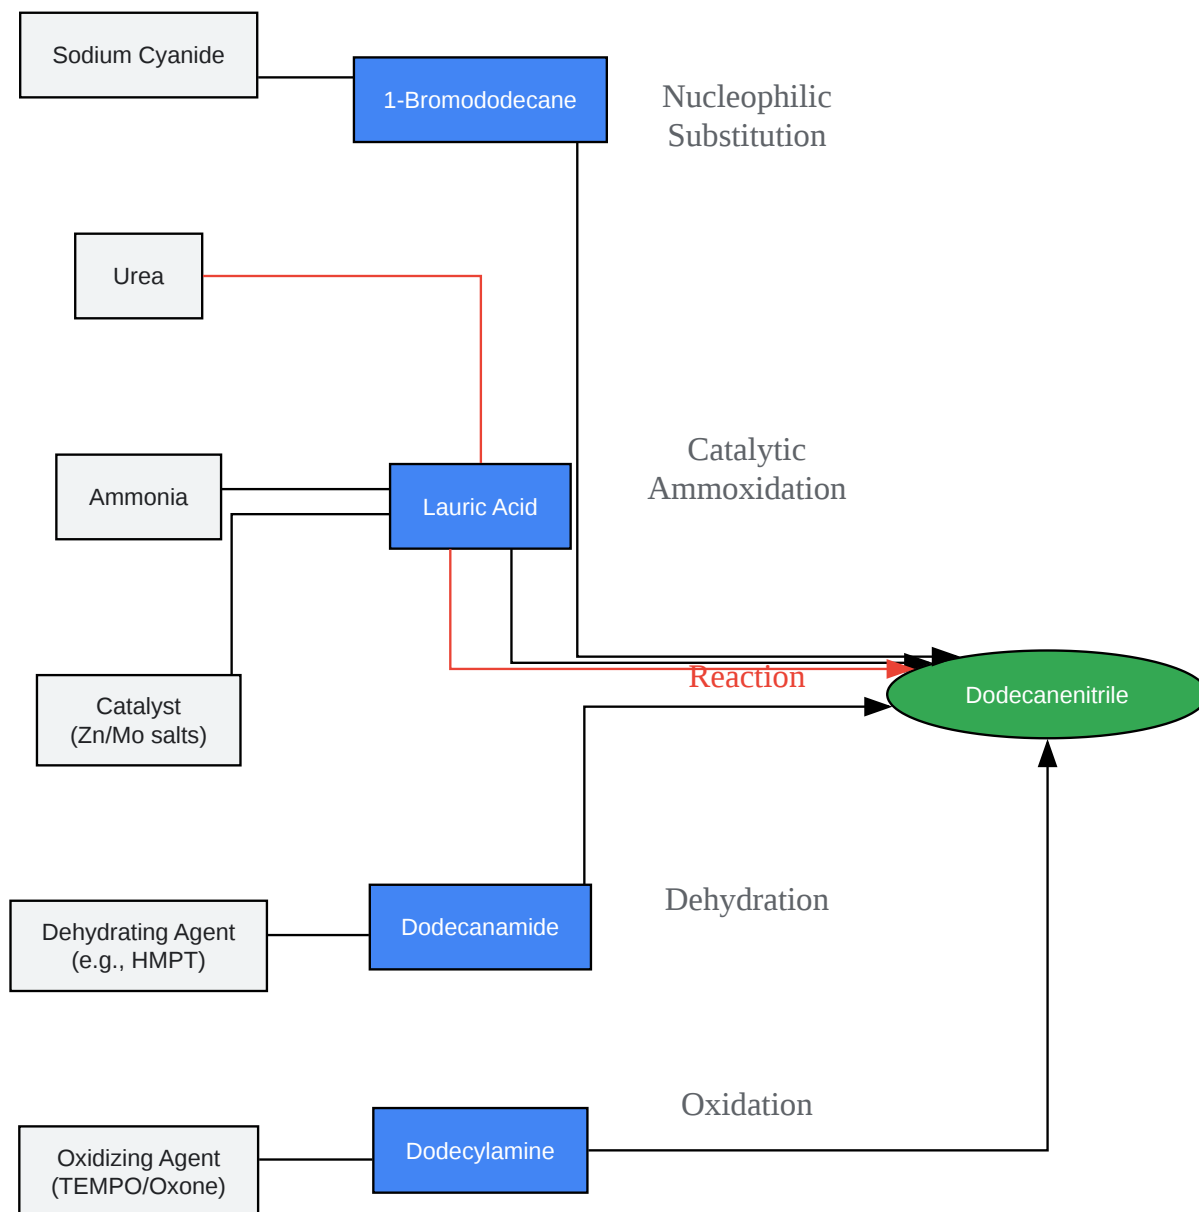 Sodium Cyanide
1-Bromododecane
Nucleophilic
Substitution
Urea
Catalytic
Ammoxidation
Ammonia
Lauric Acid
Reaction
Dodecanenitrile
Catalyst
(Zn/Mo salts)
Dehydration
Dehydrating Agent
(e.g., HMPT)
Dodecanamide
Oxidation
Oxidizing Agent
(TEMPO/Oxone)
Dodecylamine